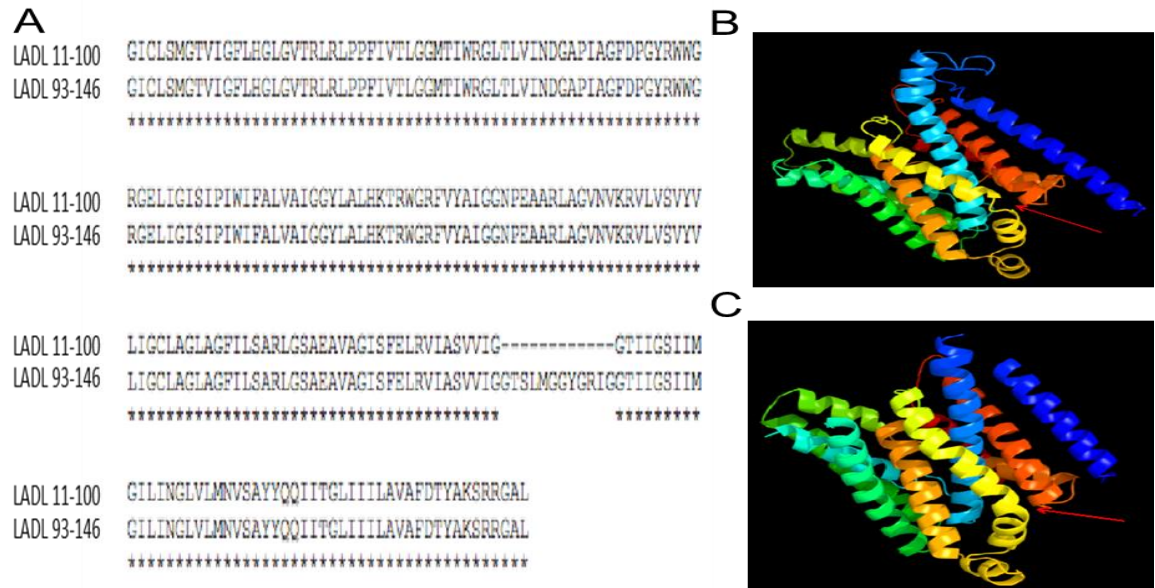 A
LADL 11-100 GICLSMGTVIGFLHGLGVTRLRLPPFIVTLGGMTIWRGLTLVINDGAPIAGFDPGYRWWG
LADL 93-146 GICLSMGTVIGFLHGLGVTRLRLPPFIVTLGGMTIWRGLTLVINDGAPIAGFDPGYRWWG
************************************************************
LADL 11-100 RGELIGISIPIWIFALVAIGGYLALHKTRWGRFVYAIGGNPEAARLAGVNVKRVLVSVYV
LADL 93-146 RGELIGISIPIWIFALVAIGGYLALHKTRWGRFVYAIGGNPEAARLAGVNVKRVLVSVYV
************************************************************
LADL 11-100 LIGCLAGLAGFILSARLGSAEAVAGISFELRVIASVVIG------------GTIIGSIIM
LADL 93-146 LIGCLAGLAGFILSARLGSAEAVAGISFELRVIASVVIGGTSLMGGYGRIGGTIIGSIIM
*************************************** *********
LADL 11-100 GILINGLVLMNVSAYYQQIITGLIIILAVAFDTYAKSRRGAL
LADL 93-146 GILINGLVLMNVSAYYQQIITGLIIILAVAFDTYAKSRRGAL
******************************************
B
C